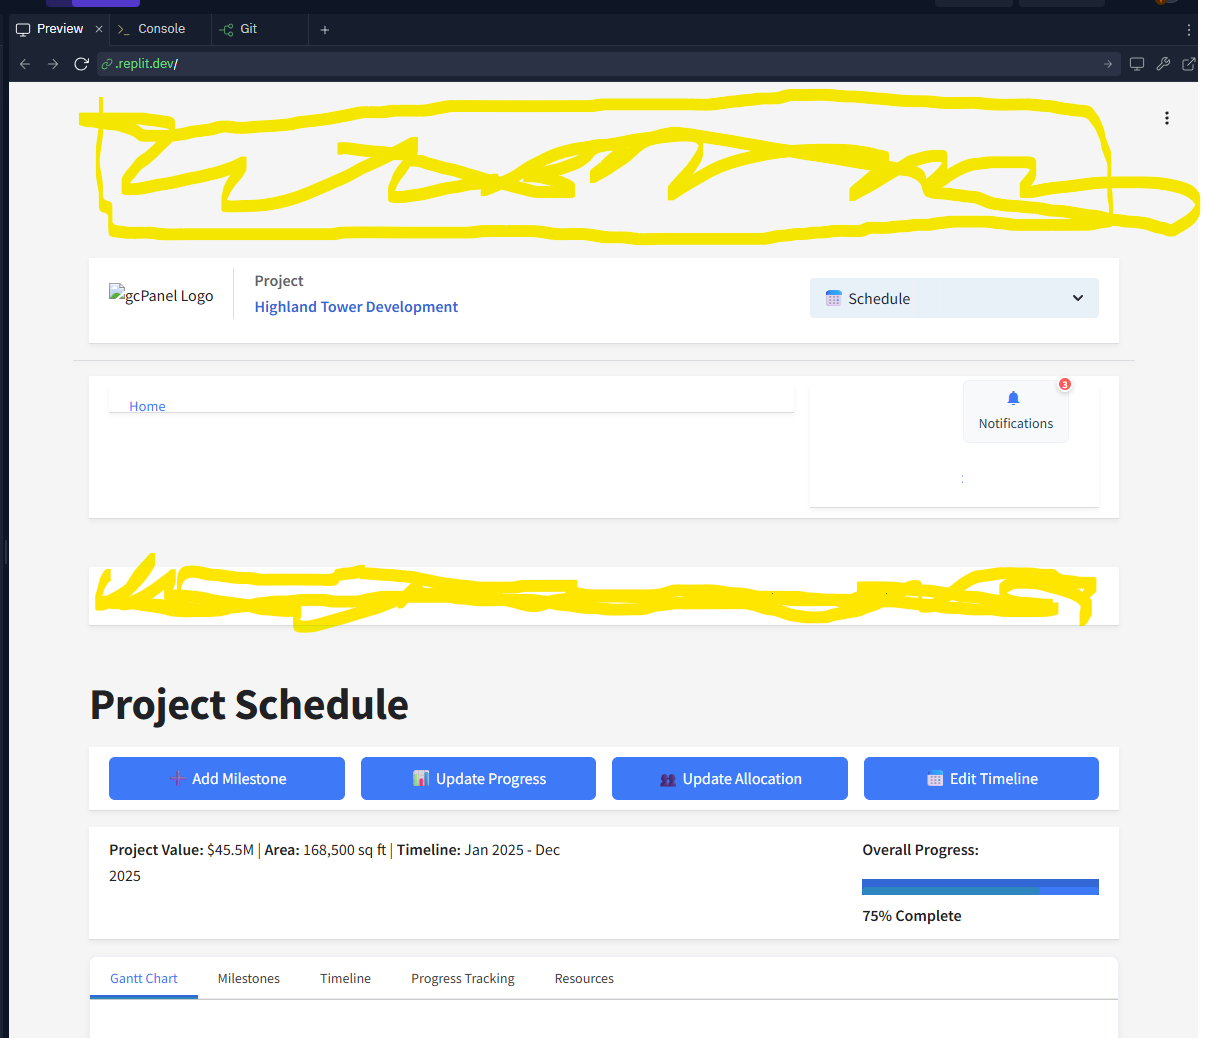 Preview
Console
Git
.replit.dev/
gcPanel Logo
Project
Highland Tower Development
Schedule
Home
3
Notifications
:
Project Schedule
Add Milestone
Update Progress
Update Allocation
Edit Timeline
Project Value: $45.5M | Area: 168,500 sq ft | Timeline: Jan 2025 - Dec
2025
Overall Progress:
75% Complete
Gantt Chart
Milestones
Timeline
Progress Tracking
Resources